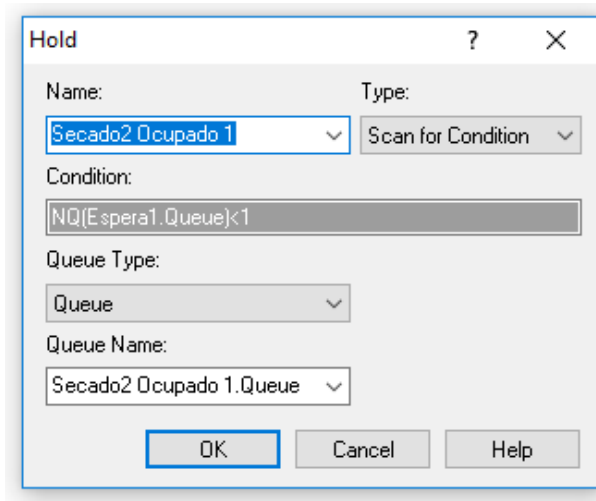 Hold ?
Name: Type:
Secado2 Ocupado 1 Scan for Condition
Condition:
NQ(Espera1.Queue)<1
Queue Type:
Queue
Queue Name:
Secado2 Ocupado 1.Queue
OK Cancel Help